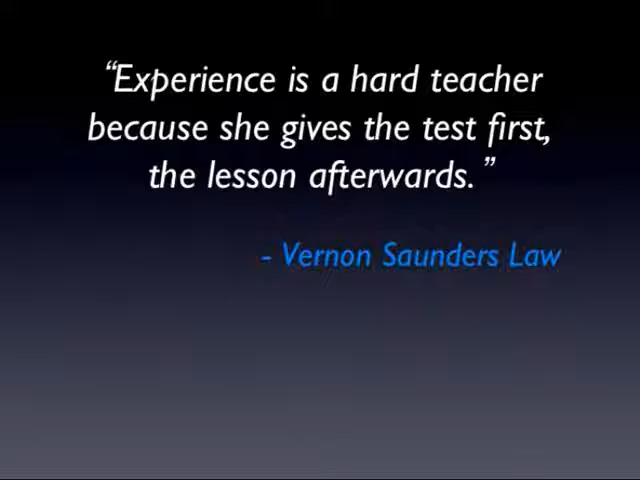 “Experience is a hard teacher
because she gives the test first,
the lesson afterwards.”
- Vernon Saunders Law